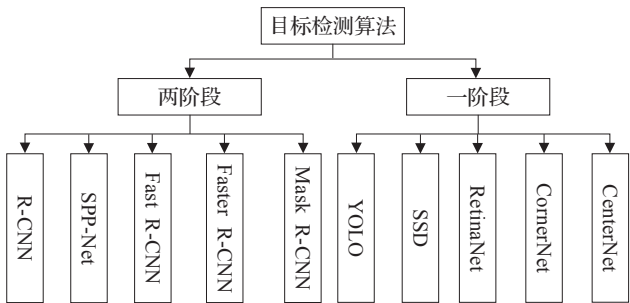 目标检测算法
两阶段
一阶段
R-CNN
SPP-Net
Fast R-CNN
Faster R-CNN
Mask R-CNN
YOLO
SSD
RetinaNet
CornerNet
CenterNet